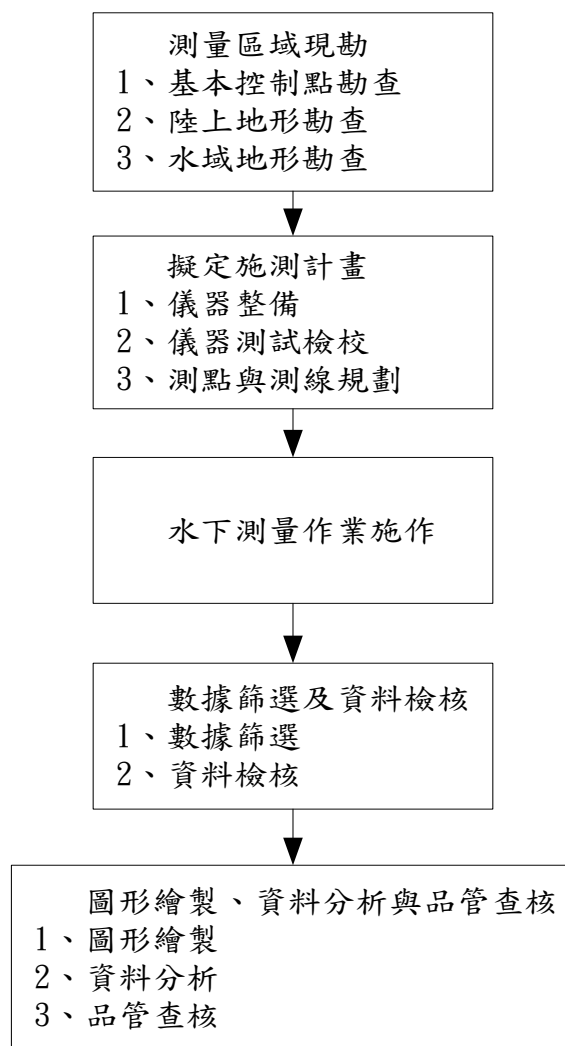 測量區域現勘
1、基本控制點勘查
2、陸上地形勘查
3、水域地形勘查
擬定施測計畫
1、儀器整備
2、儀器測試檢校
3、測點與測線規劃
水下測量作業施作
數據篩選及資料檢核
1、數據篩選
2、資料檢核
圖形繪製、資料分析與品管查核
1、圖形繪製
2、資料分析
3、品管查核